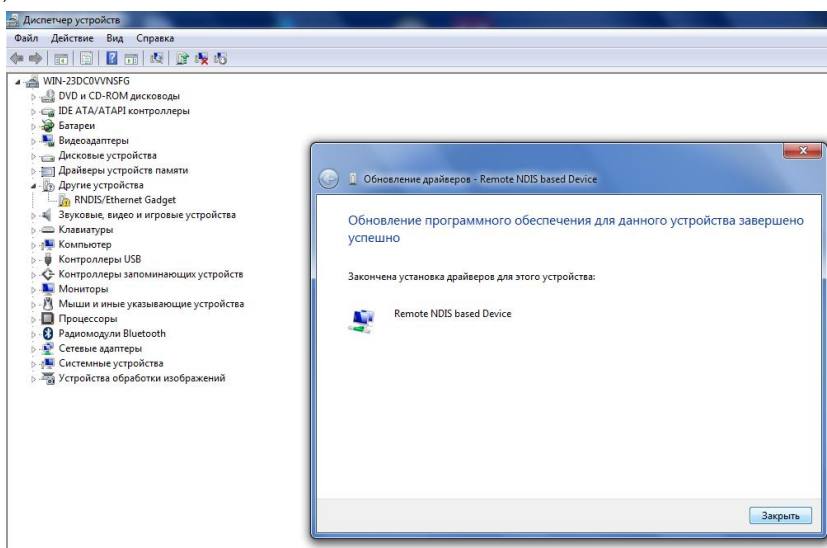 Диспетчер устройств
Файл Действие Вид Справка
WIN-23DC0VVNSFG
DVD и CD-ROM дисководы
IDE ATA/ATAPI контроллеры
Батареи
Видеоадаптеры
Дисковые устройства
Драйверы устройств памяти
Другие устройства
RNDIS/Ethernet Gadget
Звуковые, видео и игровые устройства
Клавиатуры
Компьютер
Контроллеры USB
Контроллеры запоминающих устройств
Мониторы
Мыши и иные указывающие устройства
Процессоры
Радиомодули Bluetooth
Сетевые адаптеры
Системные устройства
Устройства обработки изображений
Обновление драйверов - Remote NDIS based Device
Обновление программного обеспечения для данного устройства завершено
успешно
Закончена установка драйверов для этого устройства:
Remote NDIS based Device
Закрыть